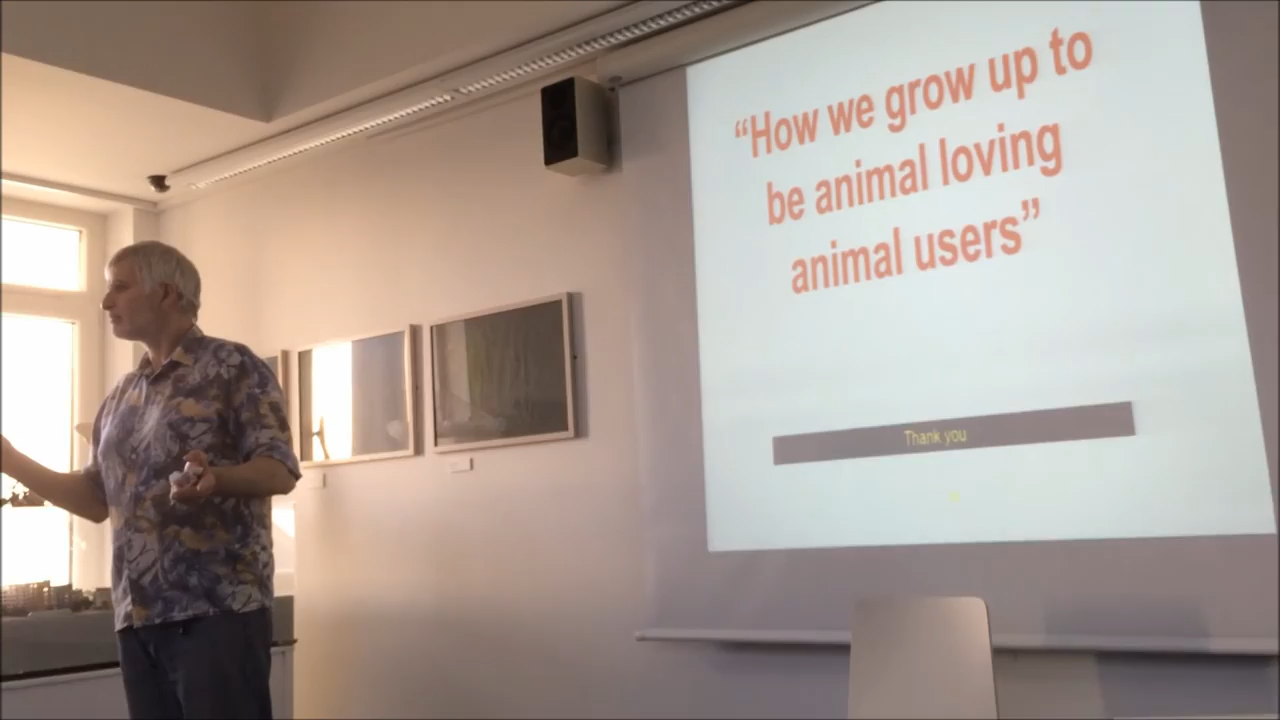 “How we grow up to
be animal loving
animal users”
Thank you